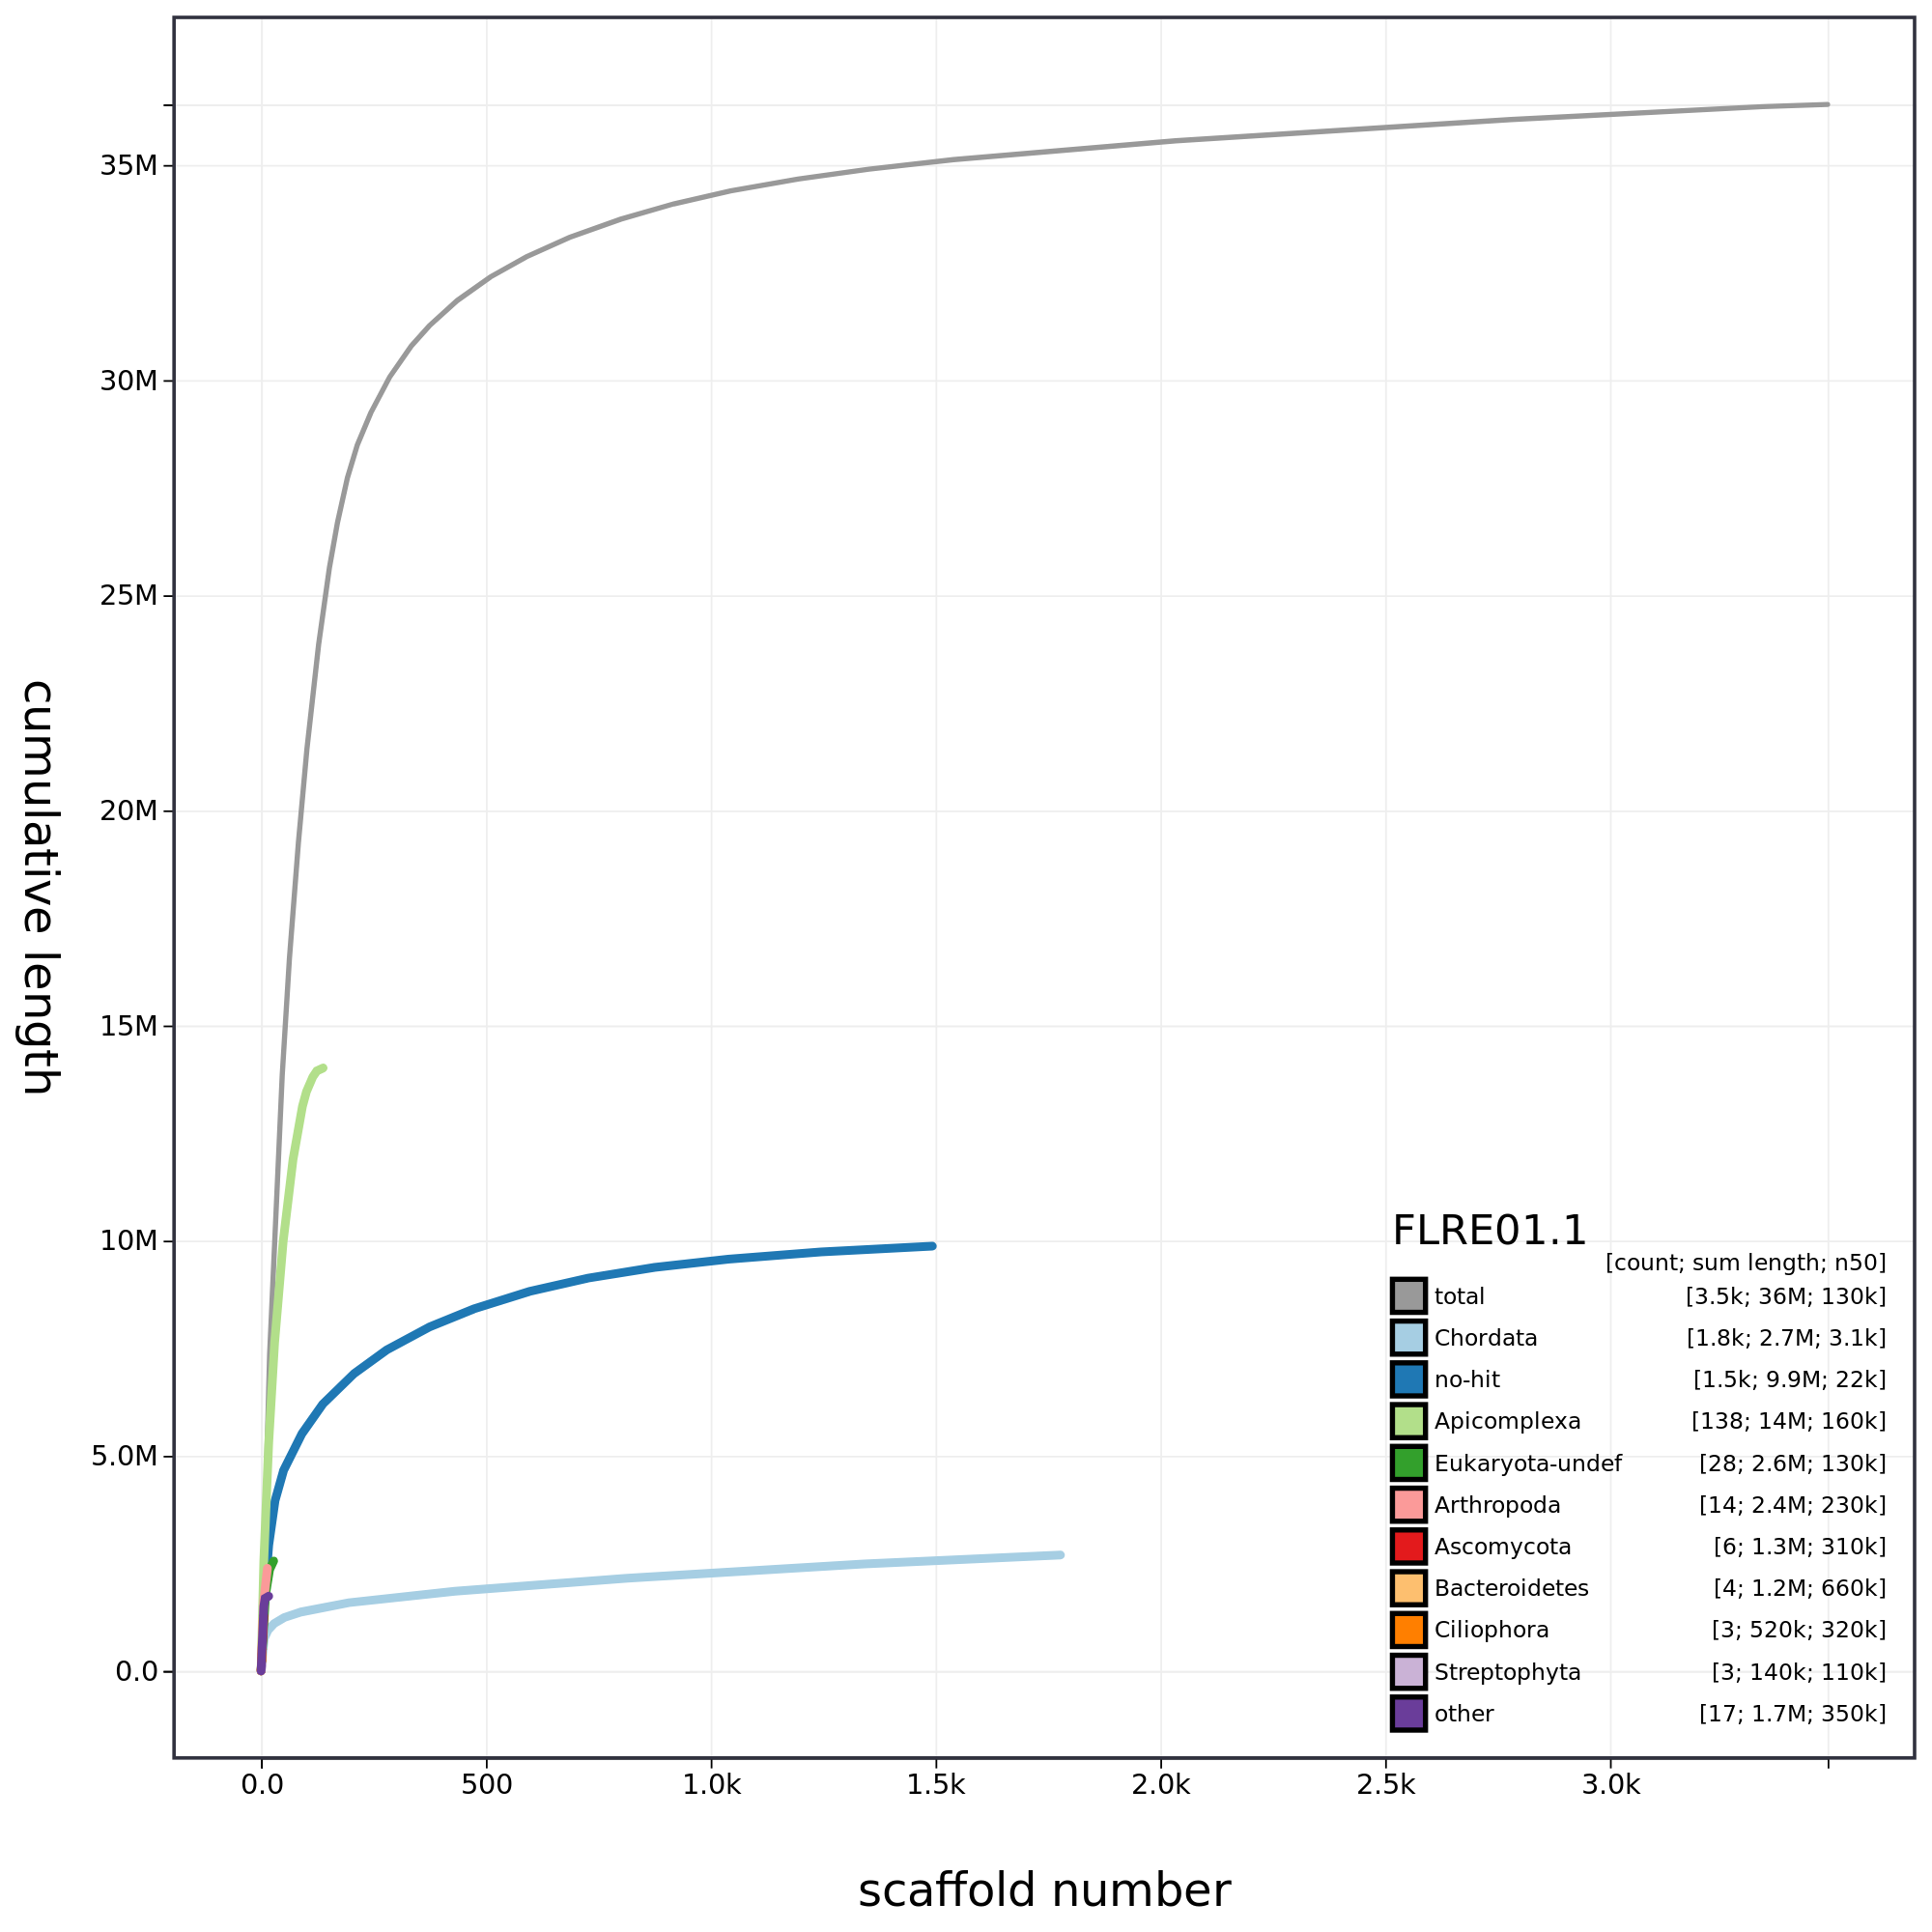 cumulative length
35M
30M
25M
20M
15M
10M
5.0M
0.0
FLRE01.1
[count; sum length; n50]
total [3.5k; 36M; 130k]
Chordata [1.8k; 2.7M; 3.1k]
no-hit [1.5k; 9.9M; 22k]
Apicomplexa [138; 14M; 160k]
Eukaryota-undef [28; 2.6M; 130k]
Arthropoda [14; 2.4M; 230k]
Ascomycota [6; 1.3M; 310k]
Bacteroidetes [4; 1.2M; 660k]
Ciliophora [3; 520k; 320k]
Streptophyta [3; 140k; 110k]
other [17; 1.7M; 350k]
0.0 500 1.0k 1.5k 2.0k 2.5k 3.0k
scaffold number